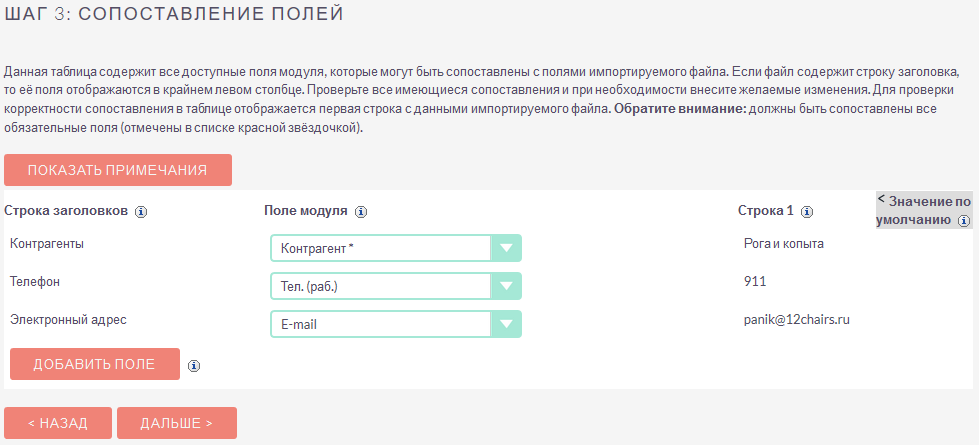 ШАГ 3: СОПОСТАВЛЕНИЕ ПОЛЕЙ
Данная таблица содержит все доступные поля модуля, которые могут быть сопоставлены с полями импортируемого файла. Если файл содержит строку заголовка,
то её поля отображаются в крайнем левом столбце. Проверьте все имеющиеся сопоставления и при необходимости внесите желаемые изменения. Для проверки
корректности сопоставления в таблице отображается первая строка с данными импортируемого файла. Обратите внимание: должны быть сопоставлены все
обязательные поля (отмечены в списке красной звёздочкой).
ПОКАЗАТЬ ПРИМЕЧАНИЯ
Строка заголовков Поле модуля Строка 1 < Значение по
умолчанию
Контрагенты Контрагент * Рога и копыта
Телефон Тел. (раб.) 911
Электронный адрес E-mail panik@12chairs.ru
ДОБАВИТЬ ПОЛЕ
< НАЗАД ДАЛЬШЕ >